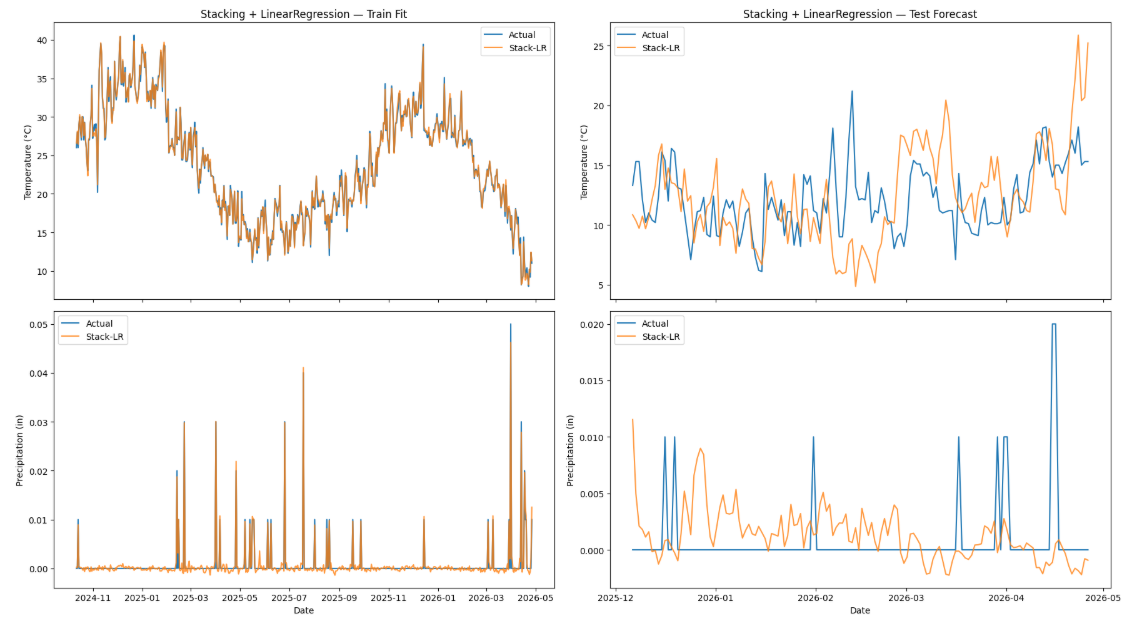 Stacking + LinearRegression — Train Fit
Actual
Stack-LR
Temperature (°C)
40
35
30
25
20
15
10
Stacking + LinearRegression — Test Forecast
Actual
Stack-LR
Temperature (°C)
25
20
15
10
5
Actual
Stack-LR
Precipitation (in)
0.05
0.04
0.03
0.02
0.01
0.00
2024-11 2025-01 2025-03 2025-05 2025-07 2025-09 2025-11 2026-01 2026-03 2026-05
Date
Actual
Stack-LR
Precipitation (in)
0.020
0.015
0.010
0.005
0.000
2025-12 2026-01 2026-02 2026-03 2026-04 2026-05
Date